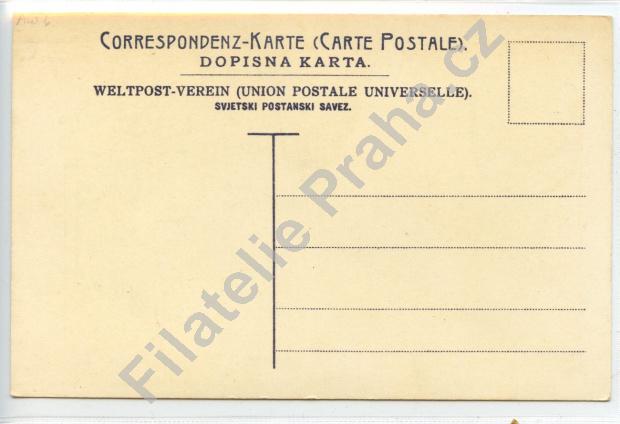 CORRESPONDENZ-KARTE (CARTE POSTALE).
DOPISNA KARTA.
WELTPOST-VEREIN (UNION POSTALE UNIVERSELLE).
SVJETSKI POSTANSKI SAVEZ.
Filatelie Praha.cz